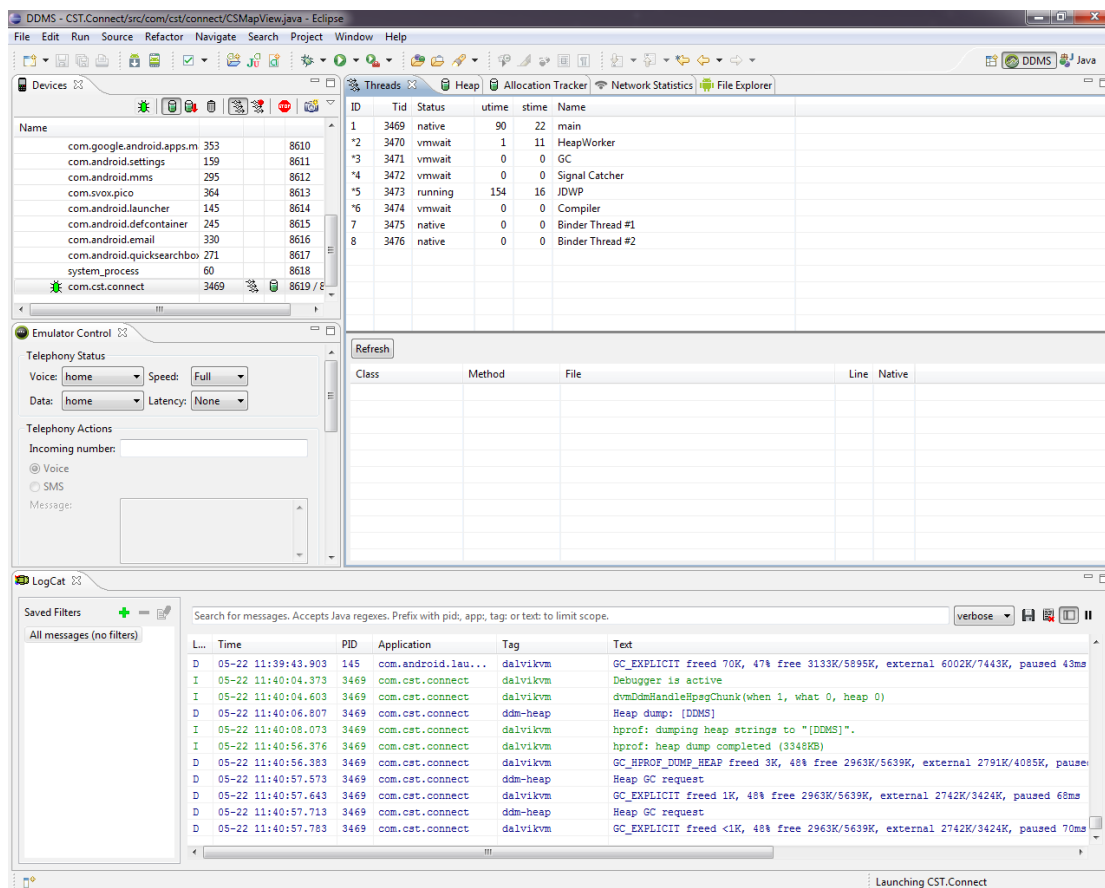 DDMS - CST.Connect/src/com/cst/connect/CSMapView.java - Eclipse
File Edit Run Source Refactor Navigate Search Project Window Help
DDMS Java
Devices
Name
com.google.android.apps.m 353 8610
com.android.settings 159 8611
com.android.mms 295 8612
com.svox.pico 364 8613
com.android.launcher 145 8614
com.android.defcontainer 245 8615
com.android.email 330 8616
com.android.quicksearchbox 271 8617
system_process 60 8618
com.cst.connect 3469 8619 / 8
Threads Heap Allocation Tracker Network Statistics File Explorer
ID Tid Status utime stime Name
1 3469 native 90 22 main
*2 3470 vmwait 1 11 HeapWorker
*3 3471 vmwait 0 0 GC
*4 3472 vmwait 0 0 Signal Catcher
*5 3473 running 154 16 JDWP
*6 3474 vmwait 0 0 Compiler
7 3475 native 0 0 Binder Thread #1
8 3476 native 0 0 Binder Thread #2
Emulator Control
Telephony Status
Voice: home Speed: Full
Data: home Latency: None
Telephony Actions
Incoming number:
Voice
SMS
Message:
Refresh
Class Method File Line Native
LogCat
Saved Filters
All messages (no filters)
Search for messages. Accepts Java regexes. Prefix with pid:, app:, tag: or text: to limit scope.
verbose
L... Time PID Application Tag Text
D 05-22 11:39:43.903 145 com.android.lau... dalvikvm GC_EXPLICIT freed 70K, 47% free 3133K/5895K, external 6002K/7443K, paused 43ms
I 05-22 11:40:04.373 3469 com.cst.connect dalvikvm Debugger is active
I 05-22 11:40:04.603 3469 com.cst.connect dalvikvm dvmDdmHandleHpsgChunk(when 1, what 0, heap 0)
D 05-22 11:40:06.807 3469 com.cst.connect ddm-heap Heap dump: [DDMS]
I 05-22 11:40:08.073 3469 com.cst.connect dalvikvm hprof: dumping heap strings to "[DDMS]".
I 05-22 11:40:56.376 3469 com.cst.connect dalvikvm hprof: heap dump completed (3348KB)
D 05-22 11:40:56.383 3469 com.cst.connect dalvikvm GC_HPROF_DUMP_HEAP freed 3K, 48% free 2963K/5639K, external 2791K/4085K, pause
D 05-22 11:40:57.573 3469 com.cst.connect ddm-heap Heap GC request
D 05-22 11:40:57.643 3469 com.cst.connect dalvikvm GC_EXPLICIT freed 1K, 48% free 2963K/5639K, external 2742K/3424K, paused 68ms
D 05-22 11:40:57.713 3469 com.cst.connect ddm-heap Heap GC request
D 05-22 11:40:57.783 3469 com.cst.connect dalvikvm GC_EXPLICIT freed <1K, 48% free 2963K/5639K, external 2742K/3424K, paused 70ms
Launching CST.Connect